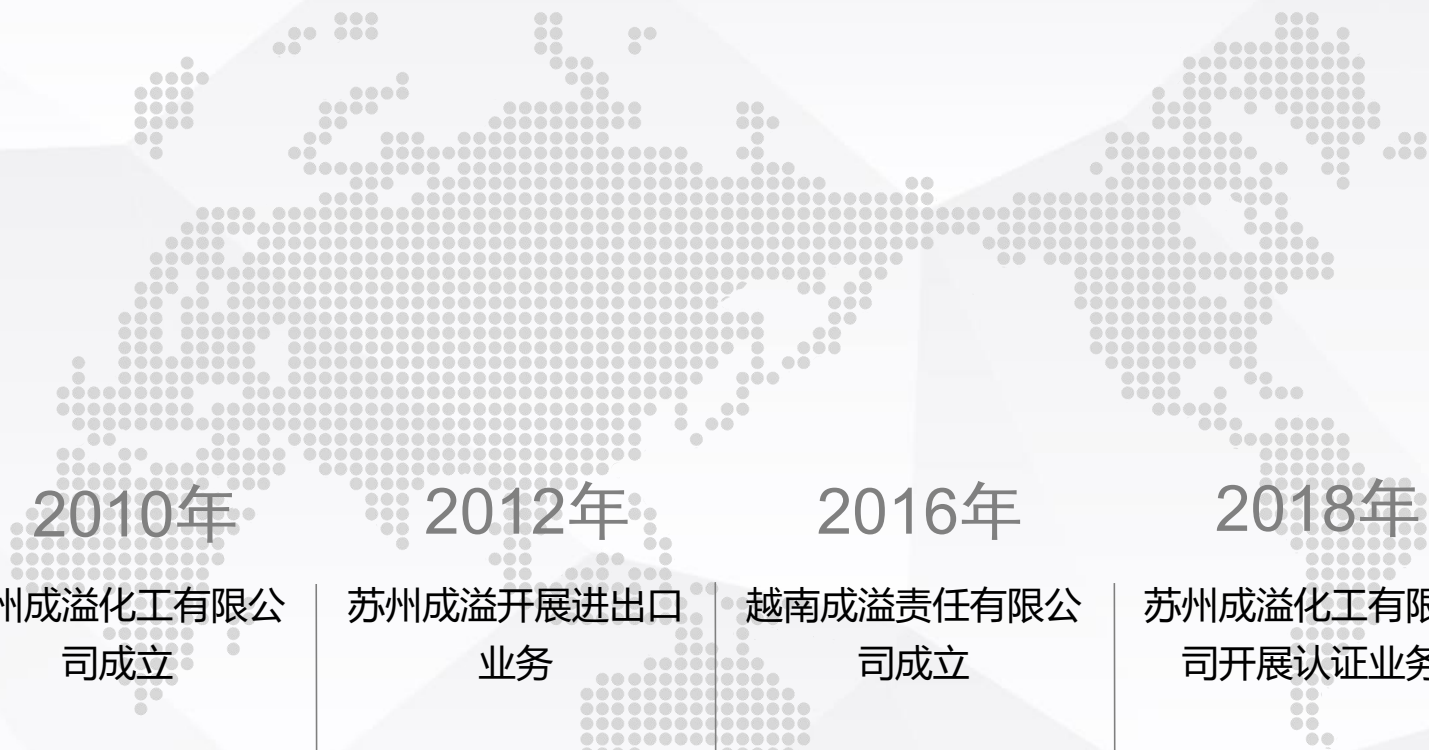 2010年
2012年
2016年
2018年
州成溢化工有限公
司成立
苏州成溢开展进出口
业务
越南成溢责任有限公
司成立
苏州成溢化工有限
司开展认证业务